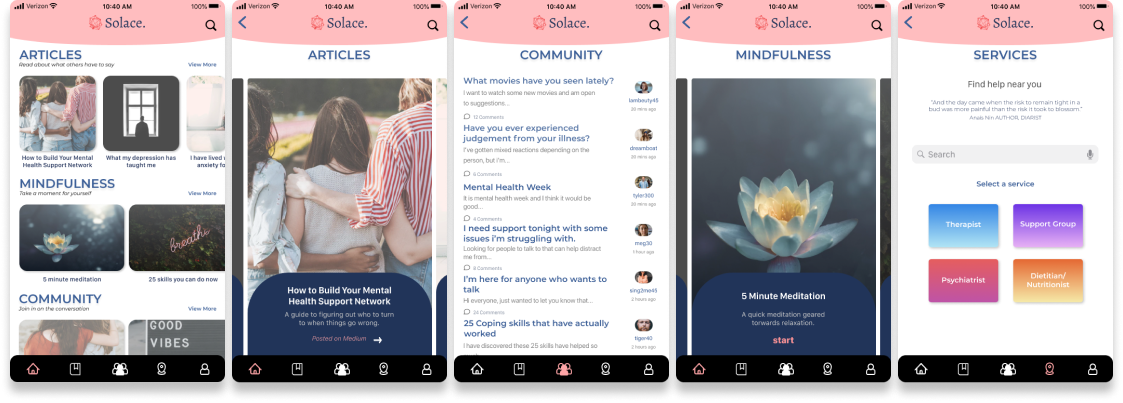 Verizon 10:40 AM 100%
Solace.
ARTICLES
Read about what others have to say
View More
How to Build Your Mental
Health Support Network
What my depression has
taught me
I have lived
anxiety fo
MINDFULNESS
Take a moment for yourself
View More
breathe
5 minute meditation
25 skills you can do now
COMMUNITY
Join in on the conversation
View More
GOOD
VIBES
Verizon 10:40 AM 100%
Solace.
ARTICLES
How to Build Your Mental
Health Support Network
A guide to figuring out who to turn
to when things go wrong.
Posted on Medium
Verizon 10:40 AM 100%
Solace.
COMMUNITY
What movies have you seen lately?
I want to watch some new movies and am open
to suggestions...
iambeuty45
20 mins ago
12 Comments
Have you ever experienced
judgement from your illness?
I've gotten mixed reactions depending on the
person, but I'm...
dreamboat
20 mins ago
8 Comments
Mental Health Week
It is mental health week and I think it would be
good...
tyler300
20 mins ago
4 Comments
I need support tonight with some
issues i'm struggling with.
Looking for people to talk to that can help distract
me from...
meg30
1 hour ago
8 Comments
I'm here for anyone who wants to
talk
Hi everyone, just wanted to let you know that...
sing2me45
2 hours ago
24 Comments
25 Coping skills that have actually
worked
I have discovered these 25 skills have helped so
tigor40
2 hours ago
Verizon 10:40 AM 100%
Solace.
MINDFULNESS
5 Minute Meditation
A quick meditation geared
torwards relaxation.
start
Verizon 10:40 AM 100%
Solace.
SERVICES
Find help near you
"And the day came when the risk to remain tight in a
bud was more painful than the risk it took to blossom."
Anais Nin AUTHOR, DIARIST
Search
Select a service
Therapist
Support Group
Psychiatrist
Dietitian/
Nutritionist